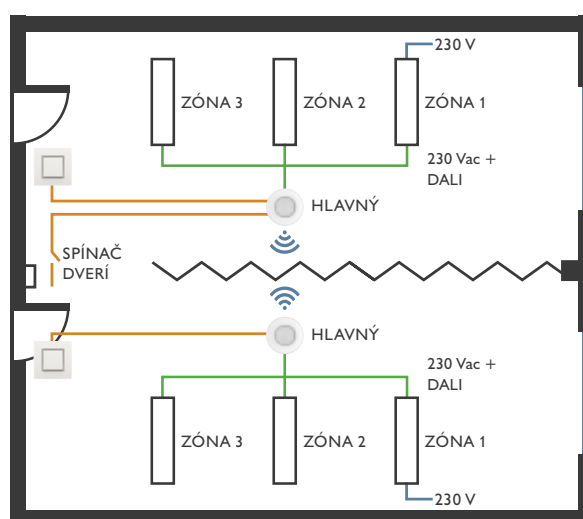 230 V
ZÓNA 3
ZÓNA 2
ZÓNA 1
230 Vac +
DALI
HLAVNÝ
SPÍNAČ
DVERÍ
HLAVNÝ
230 Vac +
DALI
ZÓNA 3
ZÓNA 2
ZÓNA 1
230 V